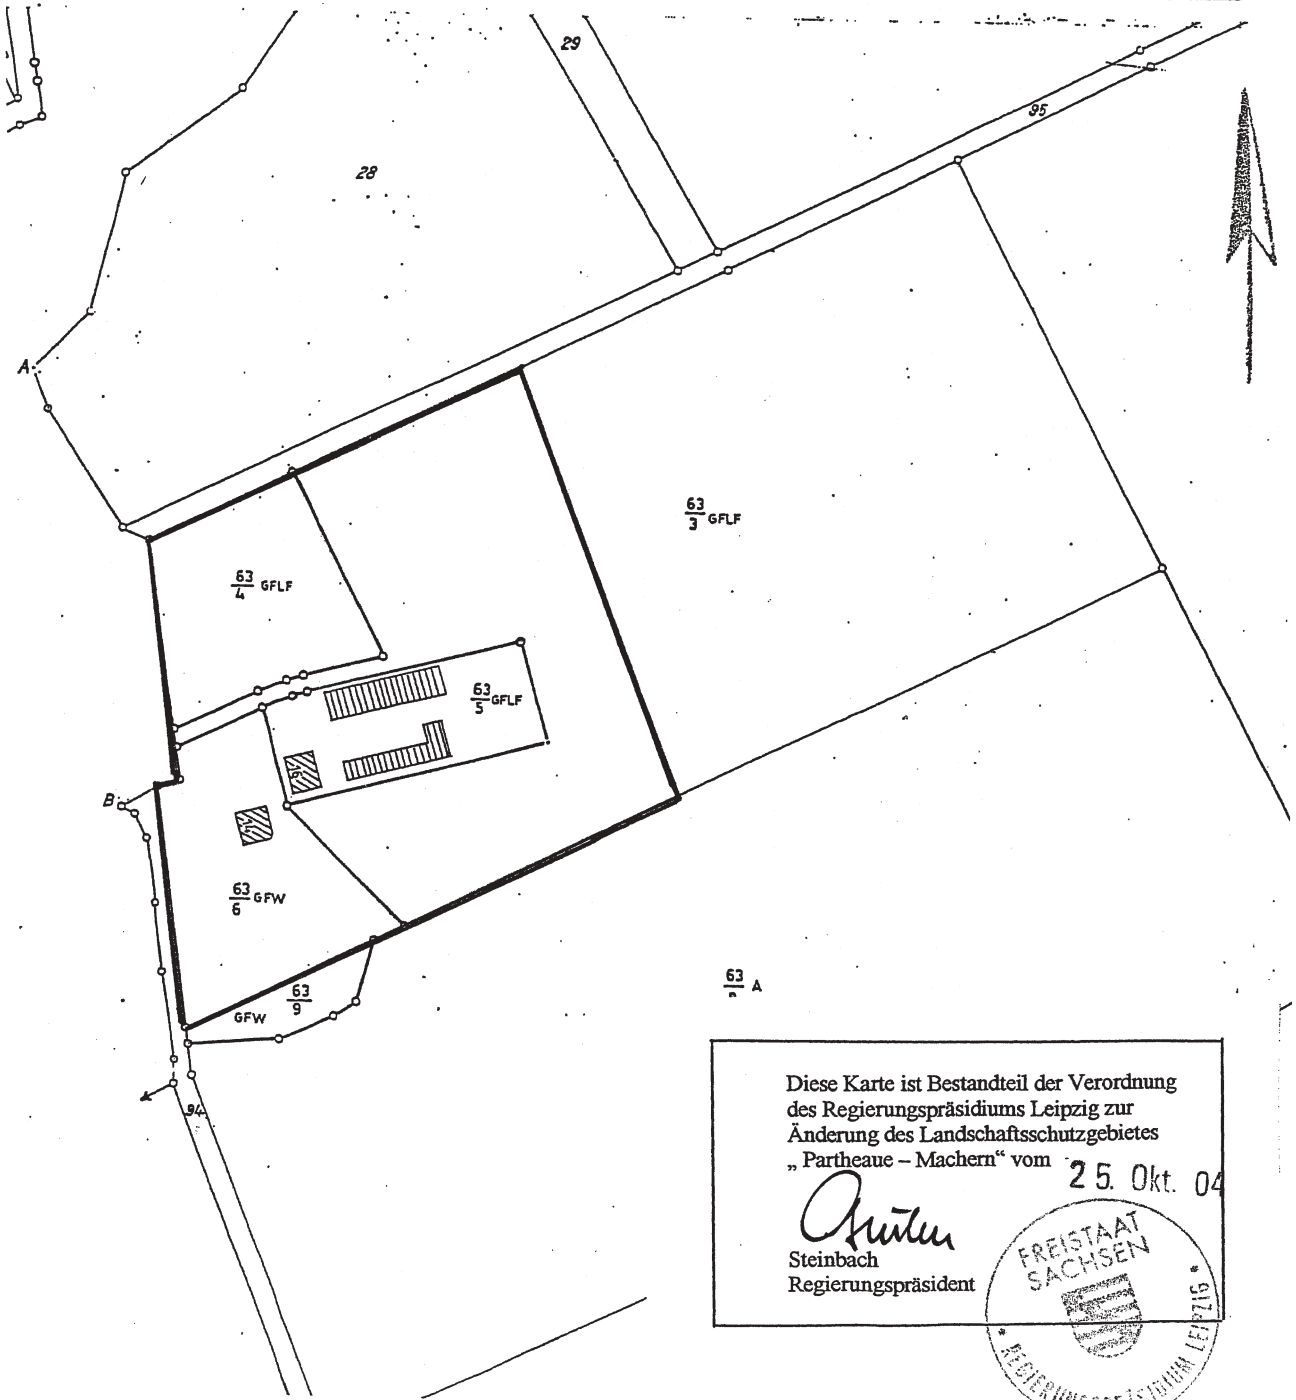 29
95
28
A
63
3 GFLF
63
4 GFLF
63
5 GFLF
B
63
6 GFW
63
9
GFW
63
A
94
Diese Karte ist Bestandteil der Verordnung
des Regierungspräsidiums Leipzig zur
Änderung des Landschaftsschutzgebietes
„ Partheaue – Machern“ vom 25. Okt. 04
Steinbach
Regierungspräsident
FREISTAAT
SACHSEN
* REGIERUNGSPRÄSIDIUM LEIPZIG *